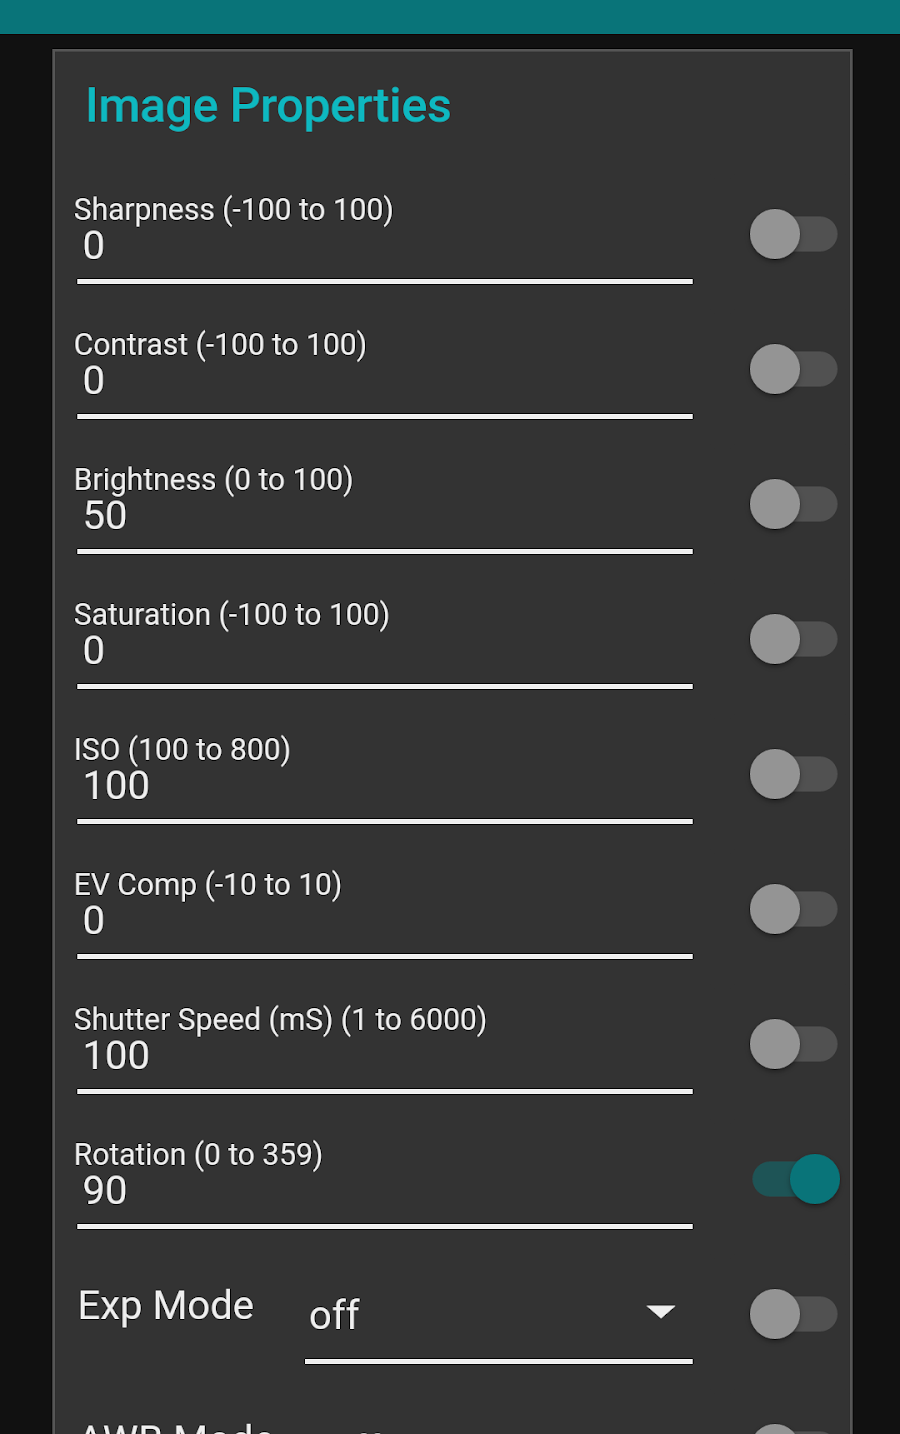 Image Properties
Sharpness (-100 to 100)
0
Contrast (-100 to 100)
0
Brightness (0 to 100)
50
Saturation (-100 to 100)
0
ISO (100 to 800)
100
EV Comp (-10 to 10)
0
Shutter Speed (mS) (1 to 6000)
100
Rotation (0 to 359)
90
Exp Mode off
AWB Mode